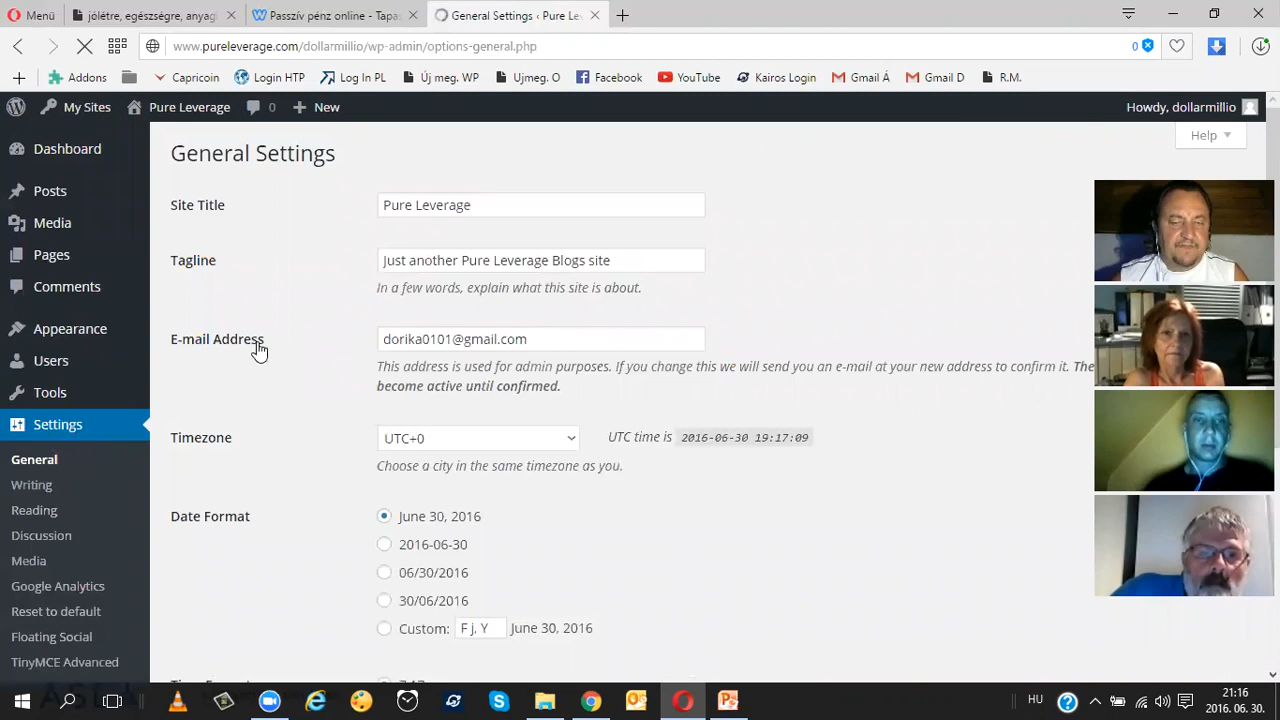 Menü
jólétre, egészségre, anyagi
Passzív pénz online - Tapas
General Settings ‹ Pure Le
www.pureleverage.com/dollarmillio/wp-admin/options-general.php
0
Addons
Capricoin
Login HTP
Log In PL
Új meg. WP
Ujmeg. O
Facebook
YouTube
Kairos Login
Gmail Á
Gmail D
R.M.
My Sites
Pure Leverage
0
New
Howdy, dollarmillio
Help
Dashboard
Posts
Media
Pages
Comments
Appearance
Users
Tools
Settings
General
Writing
Reading
Discussion
Media
Google Analytics
Reset to default
Floating Social
TinyMCE Advanced
General Settings
Site Title
Pure Leverage
Tagline
Just another Pure Leverage Blogs site
In a few words, explain what this site is about.
E-mail Address
dorika0101@gmail.com
This address is used for admin purposes. If you change this we will send you an e-mail at your new address to confirm it. The
become active until confirmed.
Timezone
UTC+0
UTC time is 2016-06-30 19:17:09
Choose a city in the same timezone as you.
Date Format
June 30, 2016
2016-06-30
06/30/2016
30/06/2016
Custom: F j, Y June 30, 2016
HU
21:16
2016. 06. 30.